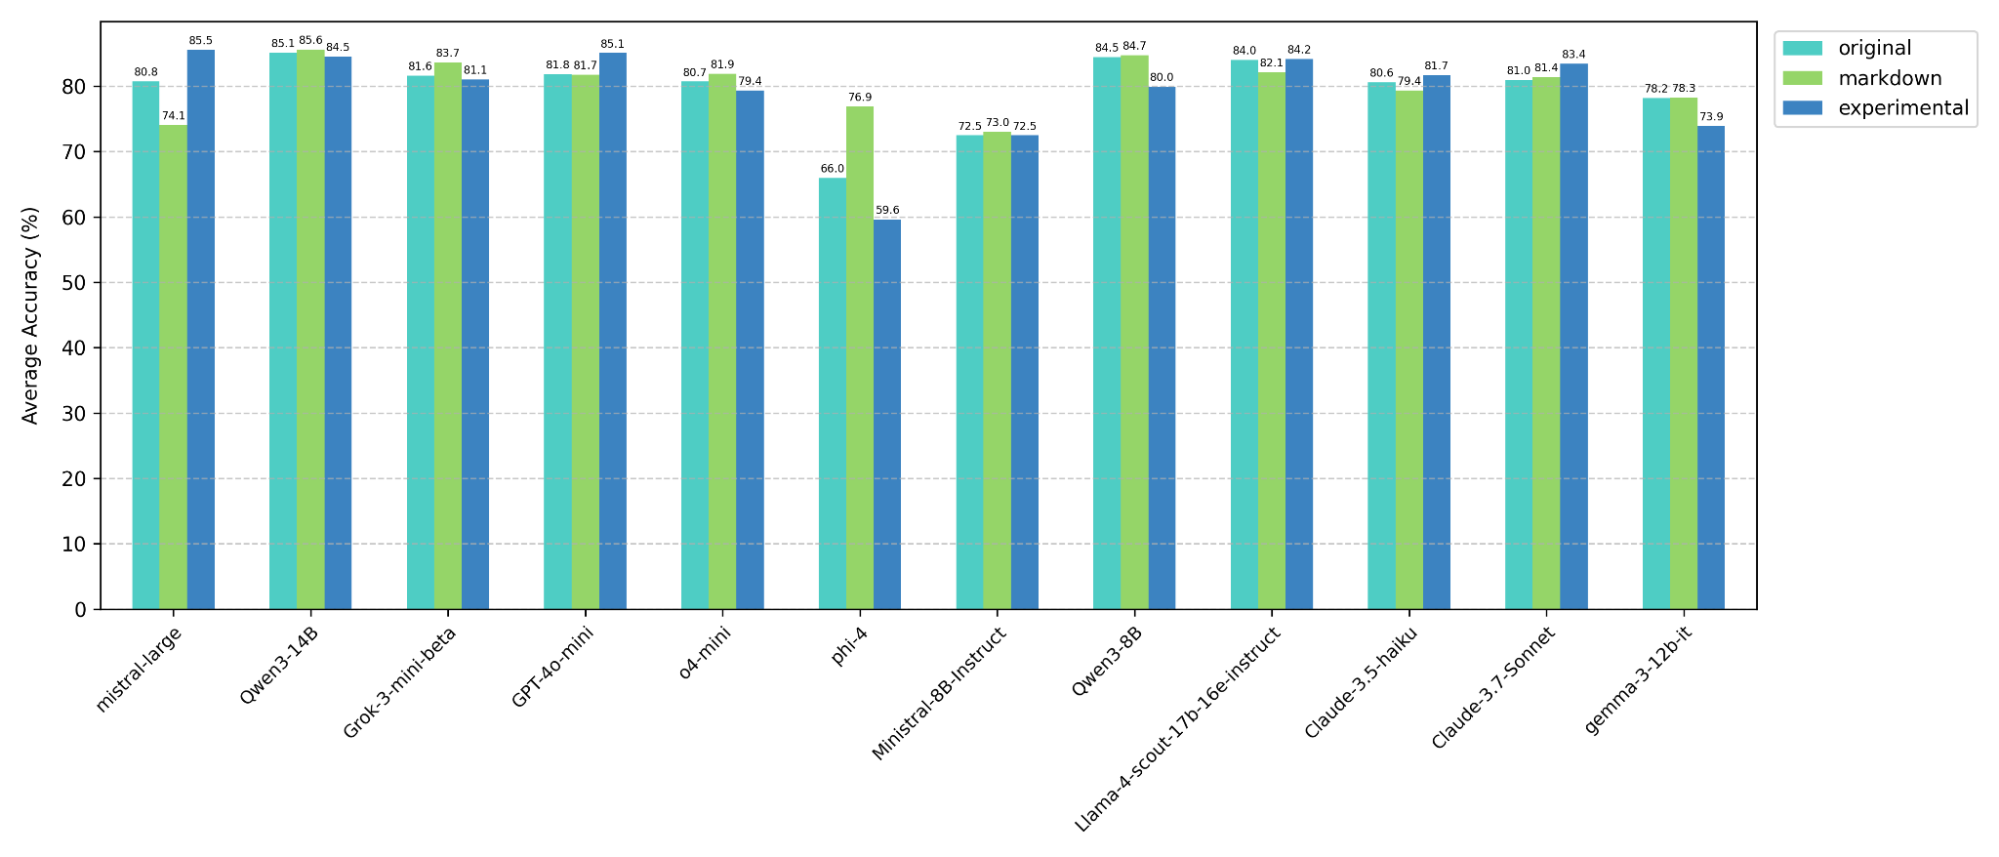 85.5
80.8
74.1
85.1
85.6
84.5
81.6
83.7
81.1
81.8
81.7
85.1
80.7
81.9
79.4
66.0
76.9
59.6
72.5
73.0
72.5
84.5
84.7
80.0
84.0
82.1
84.2
80.6
79.4
81.7
81.0
81.4
83.4
78.2
78.3
73.9
original
markdown
experimental
Average Accuracy (%)
80
70
60
50
40
30
20
10
0
mistral-large
Qwen3-14B
Grok-3-mini-beta
GPT-4o-mini
o4-mini
phi-4
Ministral-8B-Instruct
Qwen3-8B
Llama-4-scout-17b-16e-instruct
Claude-3.5-haiku
Claude-3.7-Sonnet
gemma-3-12b-it